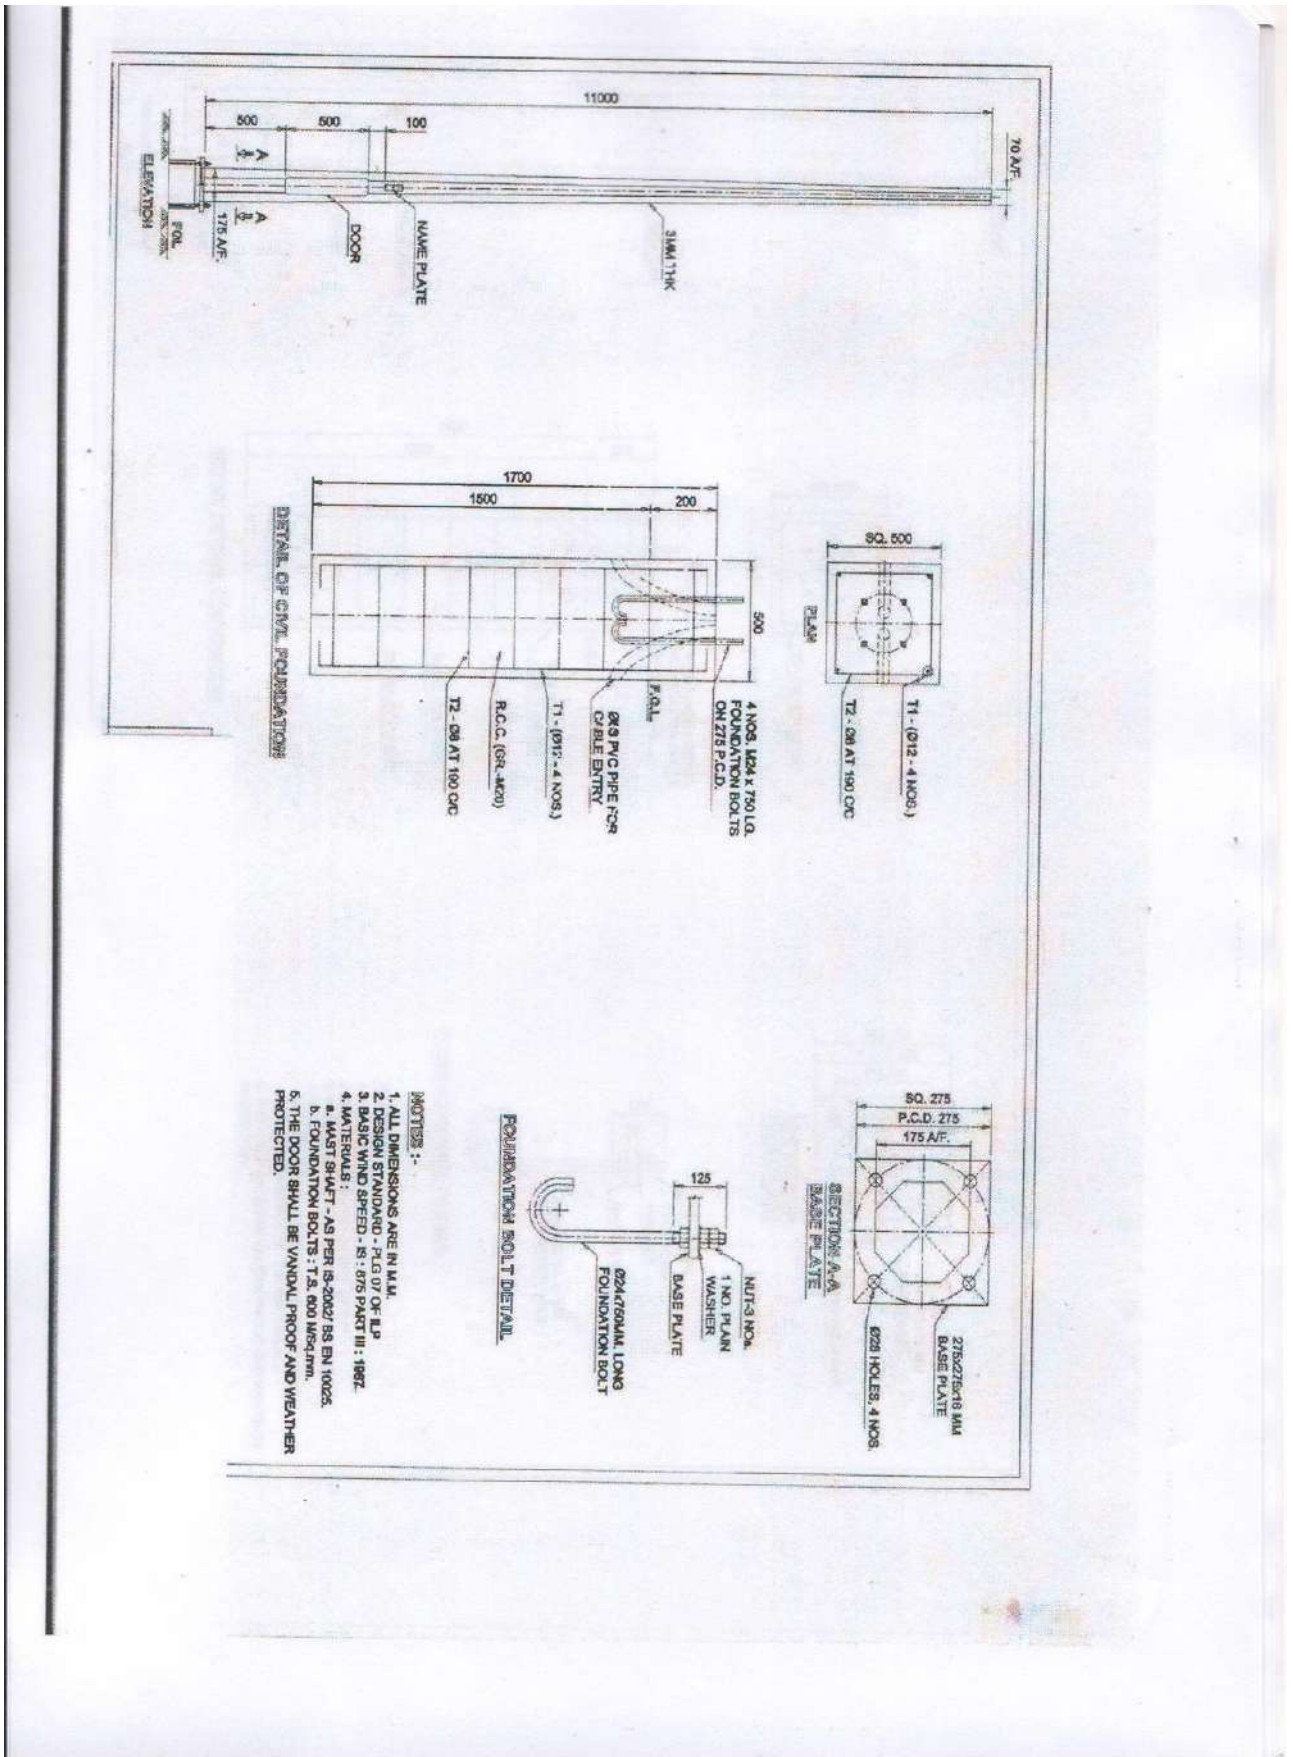 11000
500
500
100
70 A/F.
A
A
175 A/F.
FGL
ELEVATION
DOOR
NAME PLATE
3MM THK
SQ. 500
PLAN
T1 - (Ø12 - 4 NOS.)
T2 - Ø8 AT 190 C/C
1700
1500
200
500
4 NOS. M24 x 750 LG.
FOUNDATION BOLTS
ON 275 P.C.D.
F.G.L.
PVC PIPE FOR
CABLE ENTRY
T1 - (Ø12 - 4 NOS.)
R.C.C. (GR.-M20)
T2 - Ø8 AT 190 C/C
DETAIL OF CIVIL FOUNDATION
SQ. 275
P.C.D. 275
175 A/F.
275x275x16 MM
BASE PLATE
Ø28 HOLES, 4 NOS.
SECTION A-A
BASE PLATE
125
NUT-3 NOs.
1 NO. PLAIN
WASHER
BASE PLATE
Ø24x750MM. LONG
FOUNDATION BOLT
FOUNDATION BOLT DETAIL
NOTES :-
1. ALL DIMENSIONS ARE IN M.M.
2. DESIGN STANDARD - PLG 07 OF ILP
3. BASIC WIND SPEED - IS : 875 PART III : 1987.
4. MATERIALS :
a. MAST SHAFT - AS PER IS-2062/ BS EN 10025.
b. FOUNDATION BOLTS : T.S. 600 N/Sq.mm.
5. THE DOOR SHALL BE VANDAL PROOF AND WEATHER
PROTECTED.